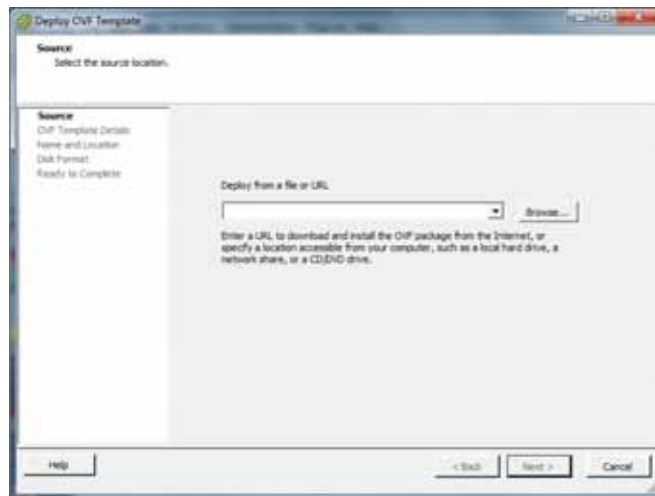 Deploy OVF Template
Source
Select the source location.
Source
OVF Template Details
Name and Location
Disk Format
Ready to Complete
Deploy from a file or URL
Browse...
Enter a URL to download and install the OVF package from the Internet, or
specify a location accessible from your computer, such as a local hard drive, a
network share, or a CD/DVD drive.
Help
< Back
Next >
Cancel